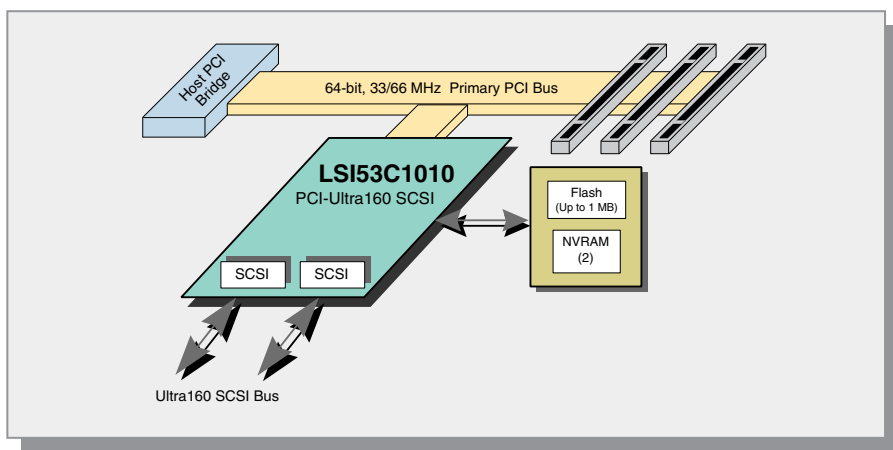 Host PCI
Bridge
64-bit, 33/66 MHz Primary PCI Bus
LSI53C1010
PCI-Ultra160 SCSI
Flash
(Up to 1 MB)
NVRAM
(2)
SCSI
SCSI
Ultra160 SCSI Bus